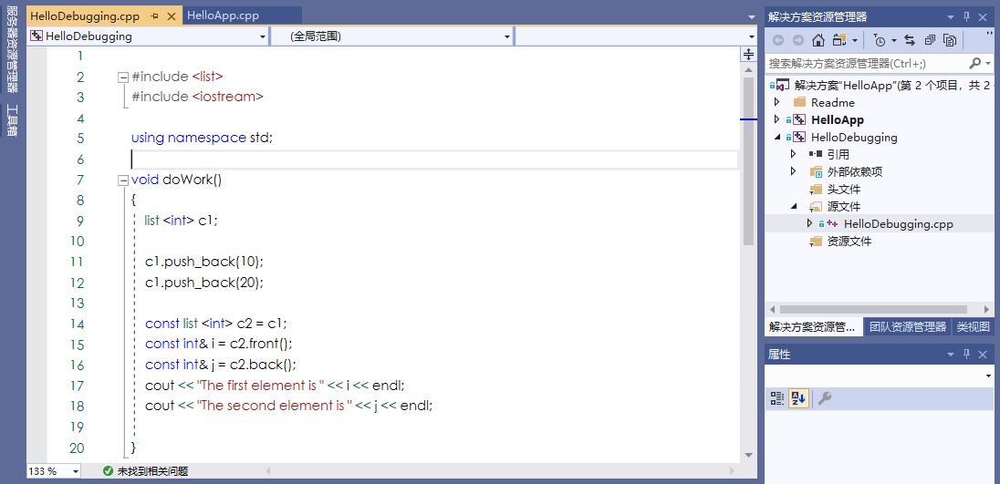 服务器资源管理器
工具箱
HelloDebugging.cpp
HelloApp.cpp
HelloDebugging
(全局范围)
1
2 #include <list>
3 #include <iostream>
4
5 using namespace std;
6
7 void doWork()
8 {
9 list <int> c1;
10
11 c1.push_back(10);
12 c1.push_back(20);
13
14 const list <int> c2 = c1;
15 const int& i = c2.front();
16 const int& j = c2.back();
17 cout << "The first element is " << i << endl;
18 cout << "The second element is " << j << endl;
19
20 }
133 %
未找到相关问题
解决方案资源管理器
搜索解决方案资源管理器(Ctrl+;)
解决方案"HelloApp"(第 2 个项目，共 2
Readme
HelloApp
HelloDebugging
引用
外部依赖项
头文件
源文件
HelloDebugging.cpp
资源文件
解决方案资源管... 团队资源管理器 类视图
属性